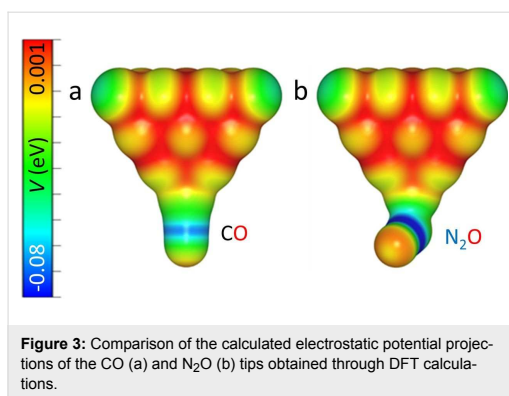 a
b
0.001
V (eV)
-0.08
CO
N₂O
Figure 3: Comparison of the calculated electrostatic potential projec-
tions of the CO (a) and N₂O (b) tips obtained through DFT calcula-
tions.